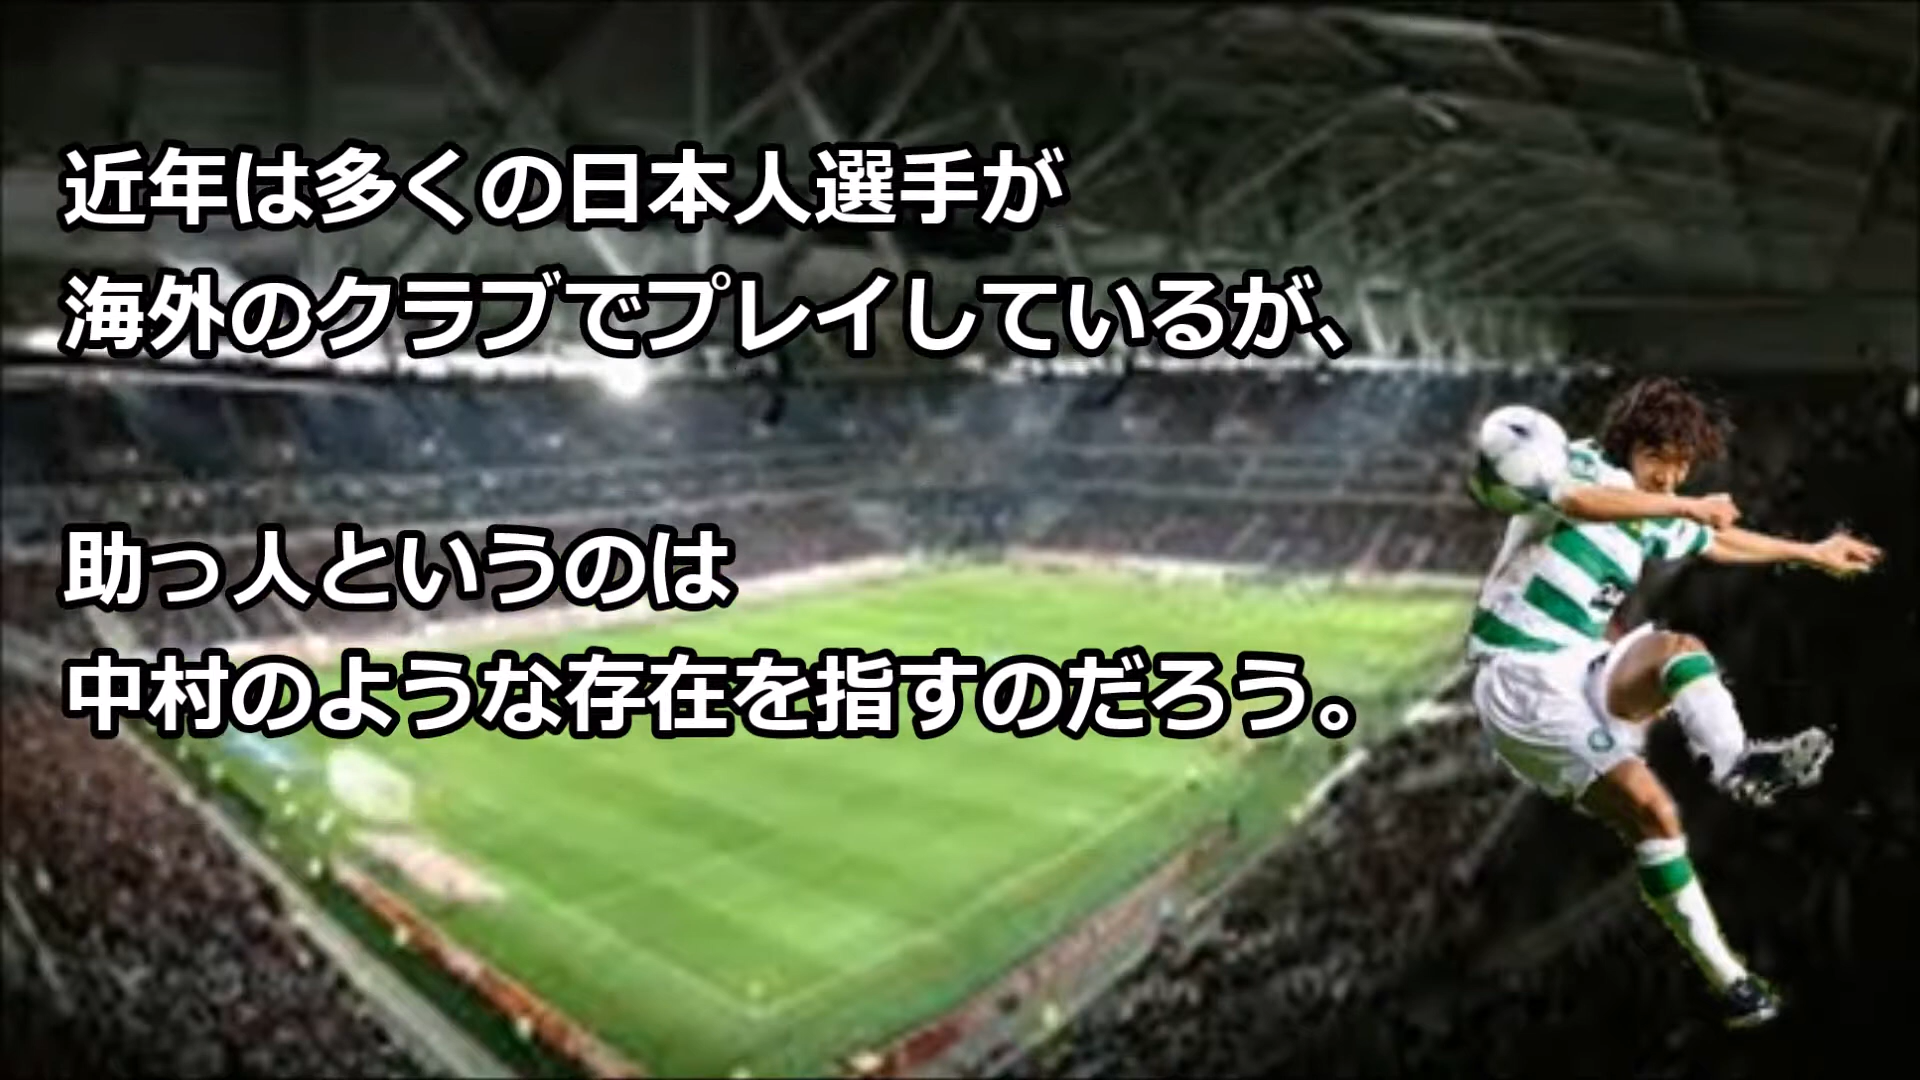 近年は多くの日本人選手が
海外のクラブでプレイしているが、
助っ人というのは
中村のような存在を指すのだろう。